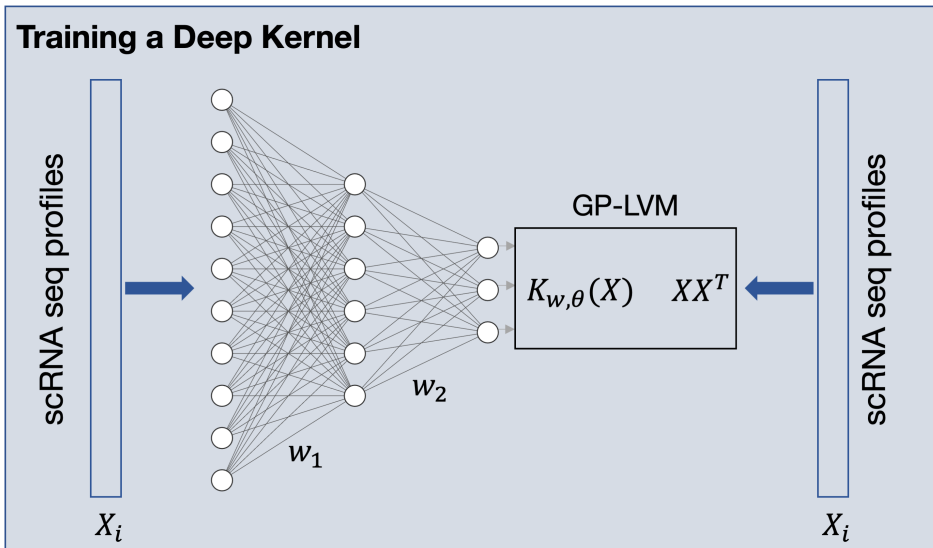 Training a Deep Kernel
scRNA seq profiles
X_i
w_1
w_2
GP-LVM
K_{w,θ}(X) XX^T
scRNA seq profiles
X_i